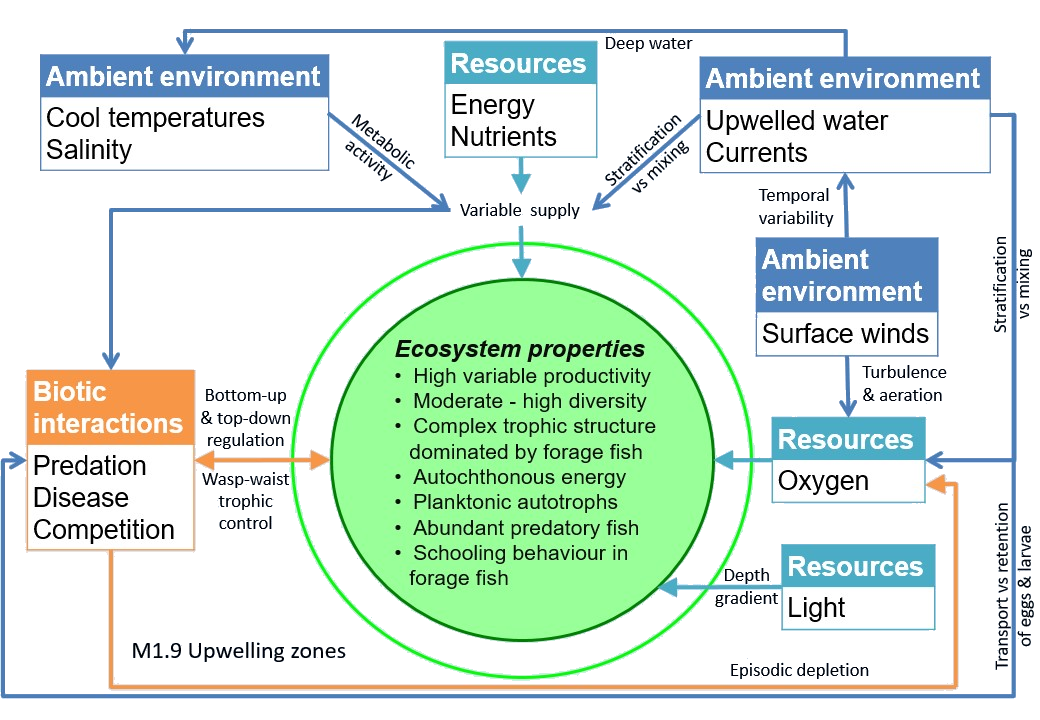 Deep water
Ambient environment
Cool temperatures
Salinity
Metabolic
activity
Resources
Energy
Nutrients
Stratification
vs mixing
Ambient environment
Upwelled water
Currents
Variable supply
Temporal
variability
Ambient
environment
Surface winds
Stratification
vs mixing
Turbulence
& aeration
Ecosystem properties
• High variable productivity
• Moderate - high diversity
• Complex trophic structure
dominated by forage fish
• Autochthonous energy
• Planktonic autotrophs
• Abundant predatory fish
• Schooling behaviour in
forage fish
Biotic
interactions
Predation
Disease
Competition
Bottom-up
& top-down
regulation
Wasp-waist
trophic
control
Resources
Oxygen
Resources
Light
Depth
gradient
Transport vs retention
of eggs & larvae
M1.9 Upwelling zones
Episodic depletion